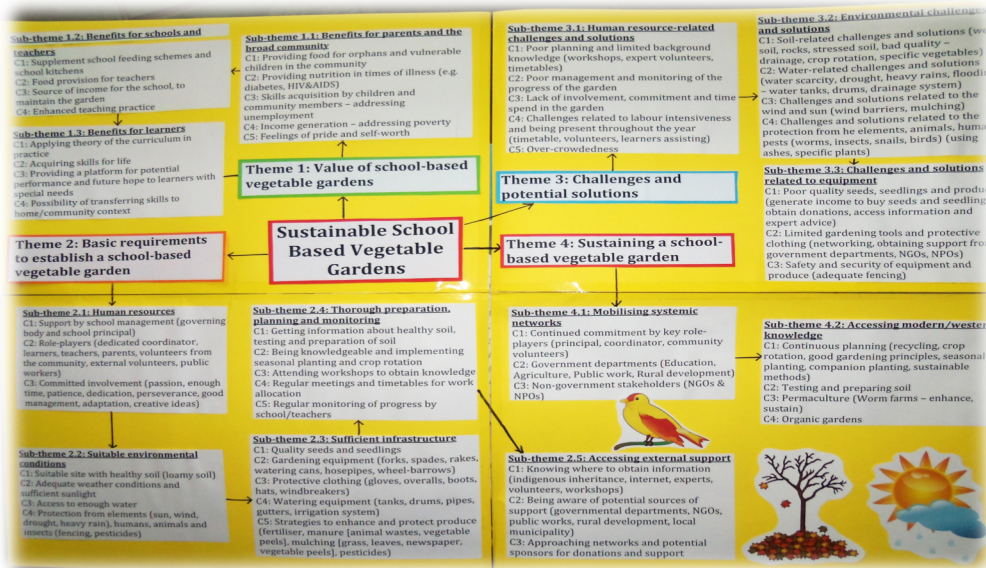 Sub-theme 1.2: Benefits for schools and
teachers
C1: Supplement school feeding schemes and
school kitchens
C2: Food provision for teachers
C3: Source of income for the school, to
maintain the garden
C4: Enhanced teaching practice
Sub-theme 1.1: Benefits for parents and the
broad community
C1: Providing food for orphans and vulnerable
children in the community
C2: Providing nutrition in times of illness (e.g.
diabetes, HIV&AIDS)
C3: Skills acquisition by children and
community members – addressing
unemployment
C4: Income generation – addressing poverty
C5: Feelings of pride and self-worth
Sub-theme 1.3: Benefits for learners
C1: Applying theory of the curriculum in
practice
C2: Acquiring skills for life
C3: Providing a platform for potential
performance and future hope to learners with
special needs
C4: Possibility of transferring skills to
home/community context
Theme 1: Value of school-based
vegetable gardens
Sub-theme 3.1: Human resource-related
challenges and solutions
C1: Poor planning and limited background
knowledge (workshops, expert volunteers,
timetables)
C2: Poor management and monitoring of the
progress of the garden
C3: Lack of involvement, commitment and time
spend in the garden
C4: Challenges related to labour intensiveness
and being present throughout the year
(timetable, volunteers, learners assisting)
C5: Over-crowdedness
Sub-theme 3.2: Environmental challenges
and solutions
C1: Soil-related challenges and solutions
soil, rocks, stressed soil, bad quality –
drainage, crop rotation, specific vegetables)
C2: Water-related challenges and solutions
(water scarcity, drought, heavy rains,
– water tanks, drums, drainage system)
C3: Challenges and solutions related to the
wind and sun (wind barriers, mulching)
C4: Challenges and solutions related to the
protection from he elements, animals,
pests (worms, insects, snails, birds) (using
ashes, specific plants)
Theme 3: Challenges and
potential solutions
Sub-theme 3.3: Challenges and solutions
related to equipment
C1: Poor quality seeds, seedlings and
(generate income to buy seeds and
obtain donations, access information and
expert advice)
C2: Limited gardening tools and protective
clothing (networking, obtaining support
government departments, NGOs, NPOs)
C3: Safety and security of equipment and
produce (adequate fencing)
Sustainable School
Based Vegetable
Gardens
Theme 2: Basic requirements
to establish a school-based
vegetable garden
Theme 4: Sustaining a school-
based vegetable garden
Sub-theme 2.1: Human resources
C1: Support by school management (governing
body and school principal)
C2: Role-players (dedicated coordinator,
learners, teachers, parents, volunteers from
the community, external volunteers, public
workers)
C3: Committed involvement (passion, enough
time, patience, dedication, perseverance, good
management, adaptation, creative ideas)
Sub-theme 2.4: Thorough preparation,
planning and monitoring
C1: Getting information about healthy soil,
testing and preparation of soil
C2: Being knowledgeable and implementing
seasonal planting and crop rotation
C3: Attending workshops to obtain knowledge
C4: Regular meetings and timetables for work
allocation
C5: Regular monitoring of progress by
school/teachers
Sub-theme 2.2: Suitable environmental
conditions
C1: Suitable site with healthy soil (loamy soil)
C2: Adequate weather conditions and
sufficient sunlight
C3: Access to enough water
C4: Protection from elements (sun, wind,
drought, heavy rain), humans, animals and
insects (fencing, pesticides)
Sub-theme 2.3: Sufficient infrastructure
C1: Quality seeds and seedlings
C2: Gardening equipment (forks, spades, rakes,
watering cans, hosepipes, wheel-barrows)
C3: Protective clothing (gloves, overalls, boots,
hats, windbreakers)
C4: Watering equipment (tanks, drums, pipes,
gutters, irrigation system)
C5: Strategies to enhance and protect produce
(fertiliser, manure [animal wastes, vegetable
peels], mulching [grass, leaves, newspaper,
vegetable peels], pesticides)
Sub-theme 4.1: Mobilising systemic
networks
C1: Continued commitment by key role-
players (principal, coordinator, community
volunteers)
C2: Government departments (Education,
Agriculture, Public work, Rural development)
C3: Non-government stakeholders (NGOs &
NPOs)
Sub-theme 4.2: Accessing modern/western
knowledge
C1: Continuous planning (recycling, crop
rotation, good gardening principles, seasonal
planting, companion planting, sustainable
methods)
C2: Testing and preparing soil
C3: Permaculture (Worm farms – enhance,
sustain)
C4: Organic gardens
Sub-theme 2.5: Accessing external support
C1: Knowing where to obtain information
(indigenous inheritance, internet, experts,
volunteers, workshops)
C2: Being aware of potential sources of
support (governmental departments, NGOs,
public works, rural development, local
municipality)
C3: Approaching networks and potential
sponsors for donations and support